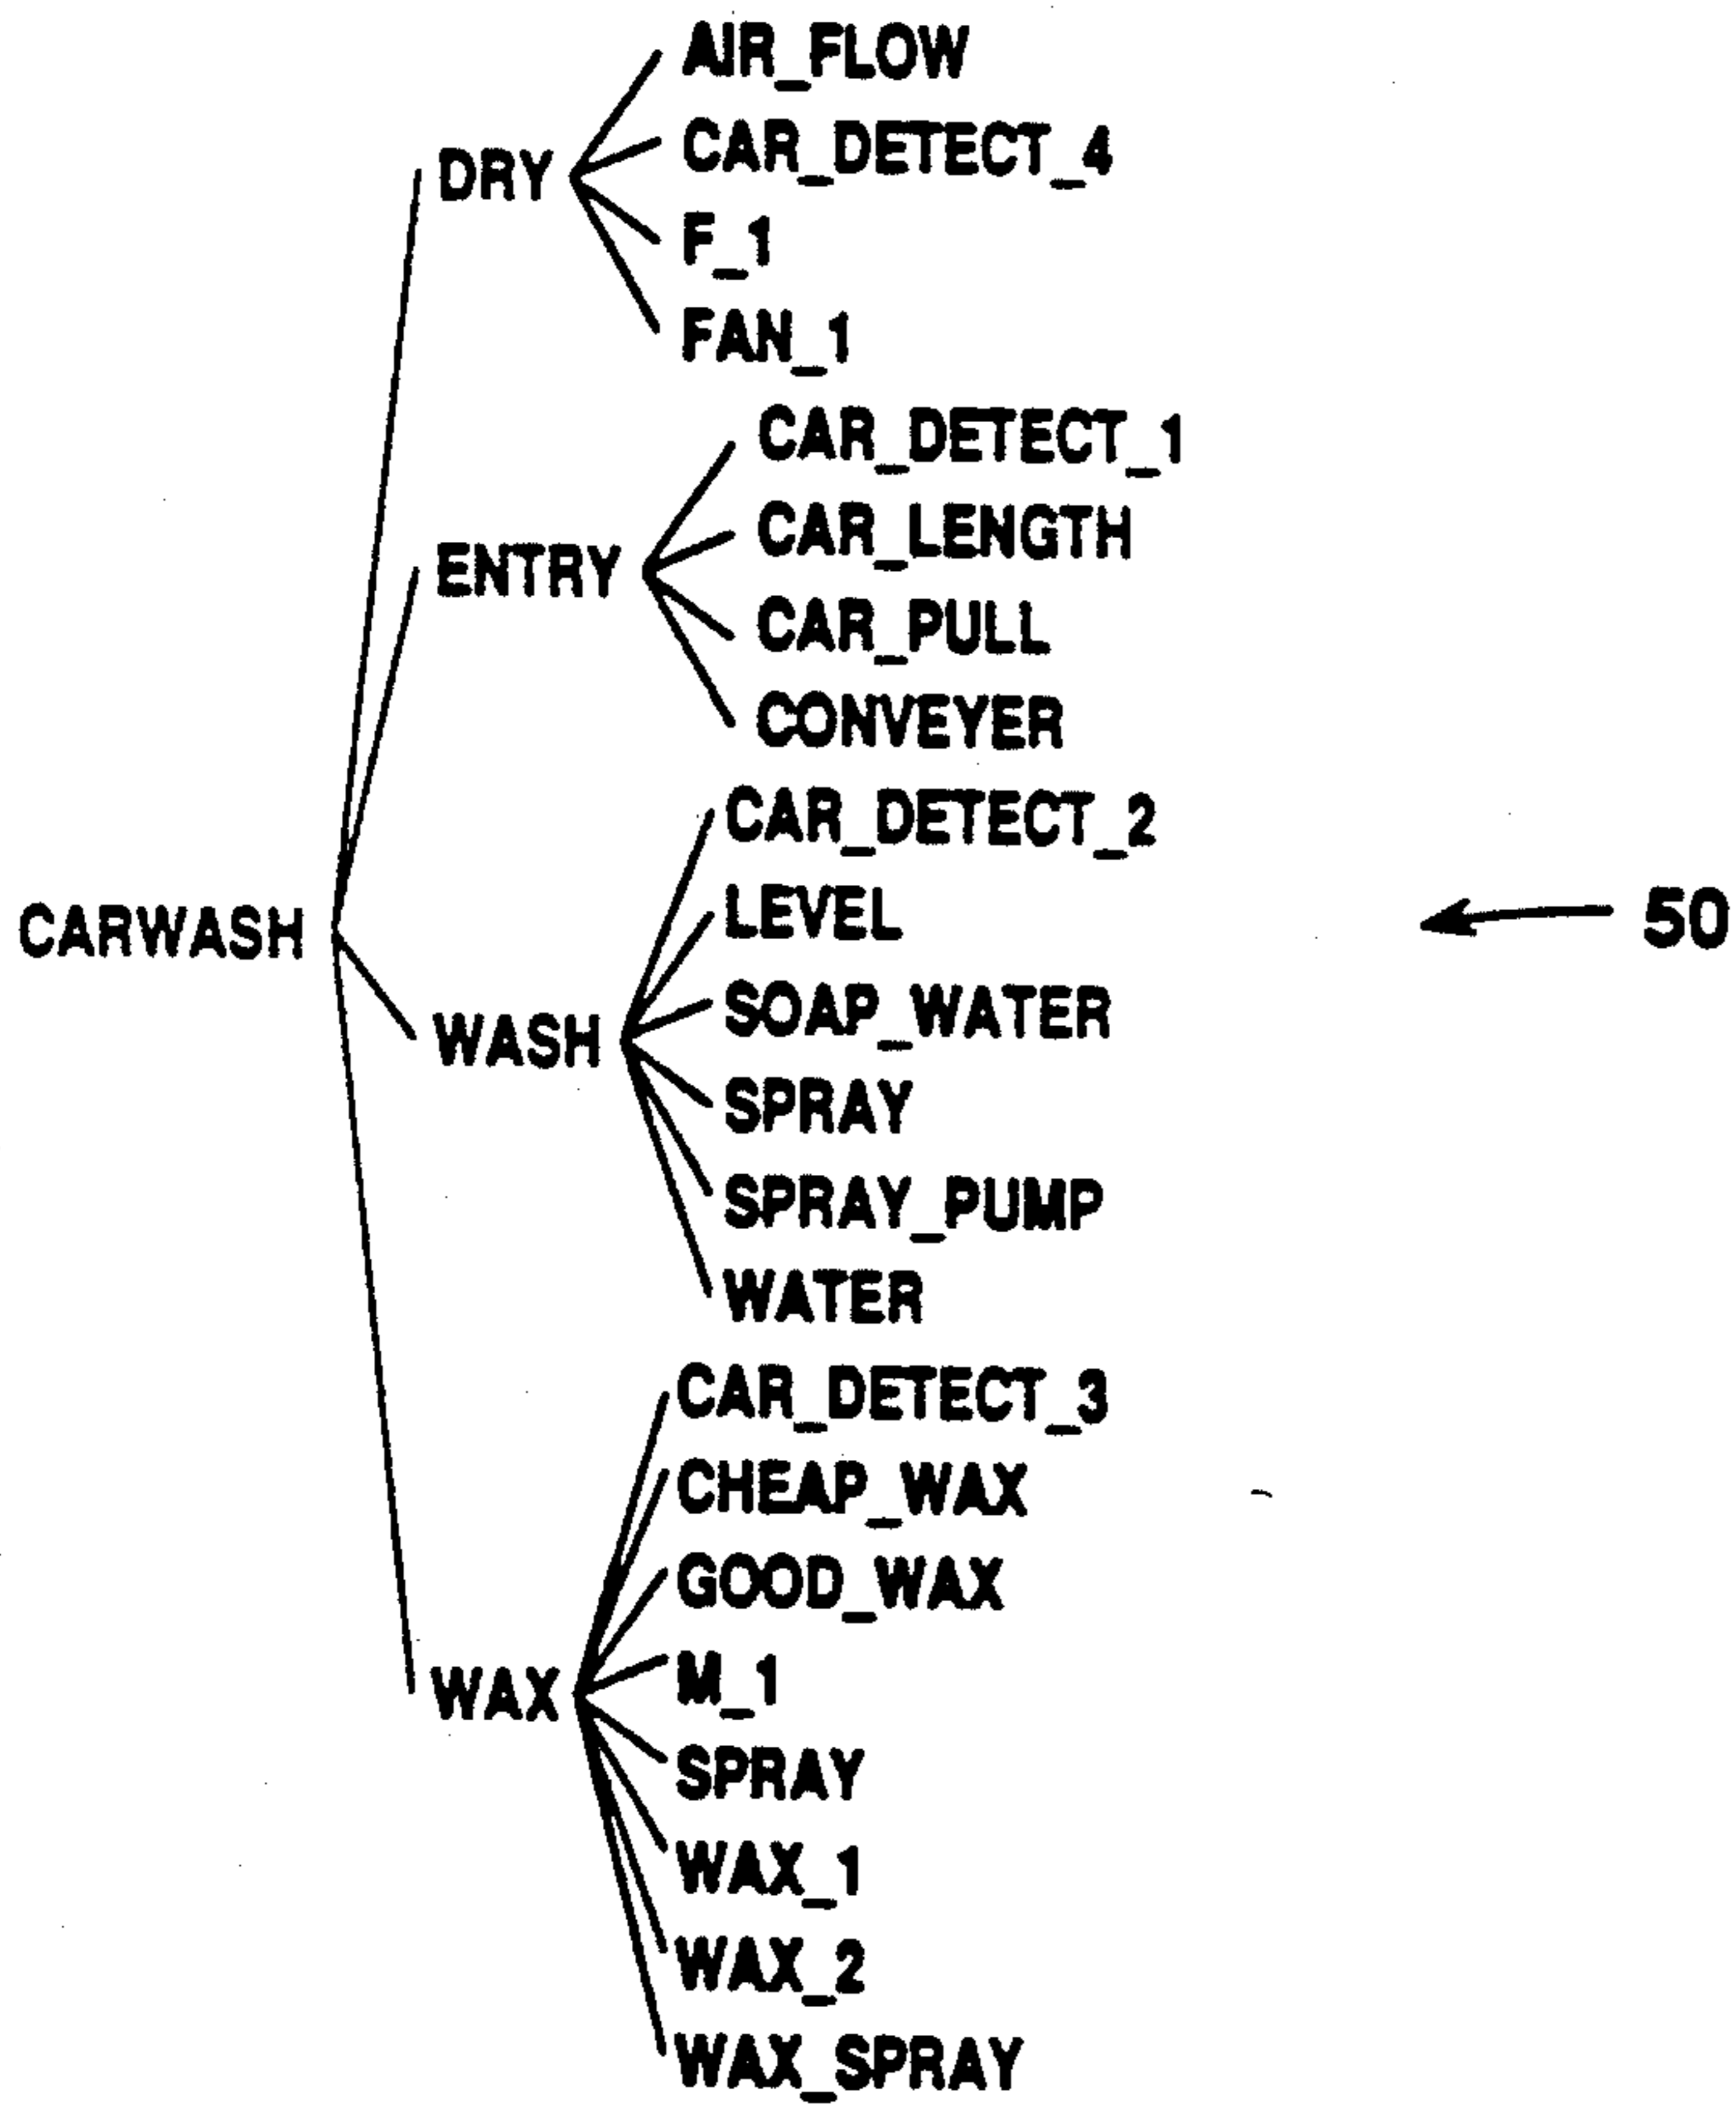 AIR_FLOW
CAR_DETECT_4
DRY
F_1
FAN_1
CAR_DETECT_1
CAR_LENGTH
ENTRY
CAR_PULL
CONVEYER
CAR_DETECT_2
LEVEL
CARWASH
50
SOAP_WATER
WASH
SPRAY
SPRAY_PUMP
WATER
CAR_DETECT_3
CHEAP_WAX
GOOD_WAX
M_1
WAX
SPRAY
WAX_1
WAX_2
WAX_SPRAY